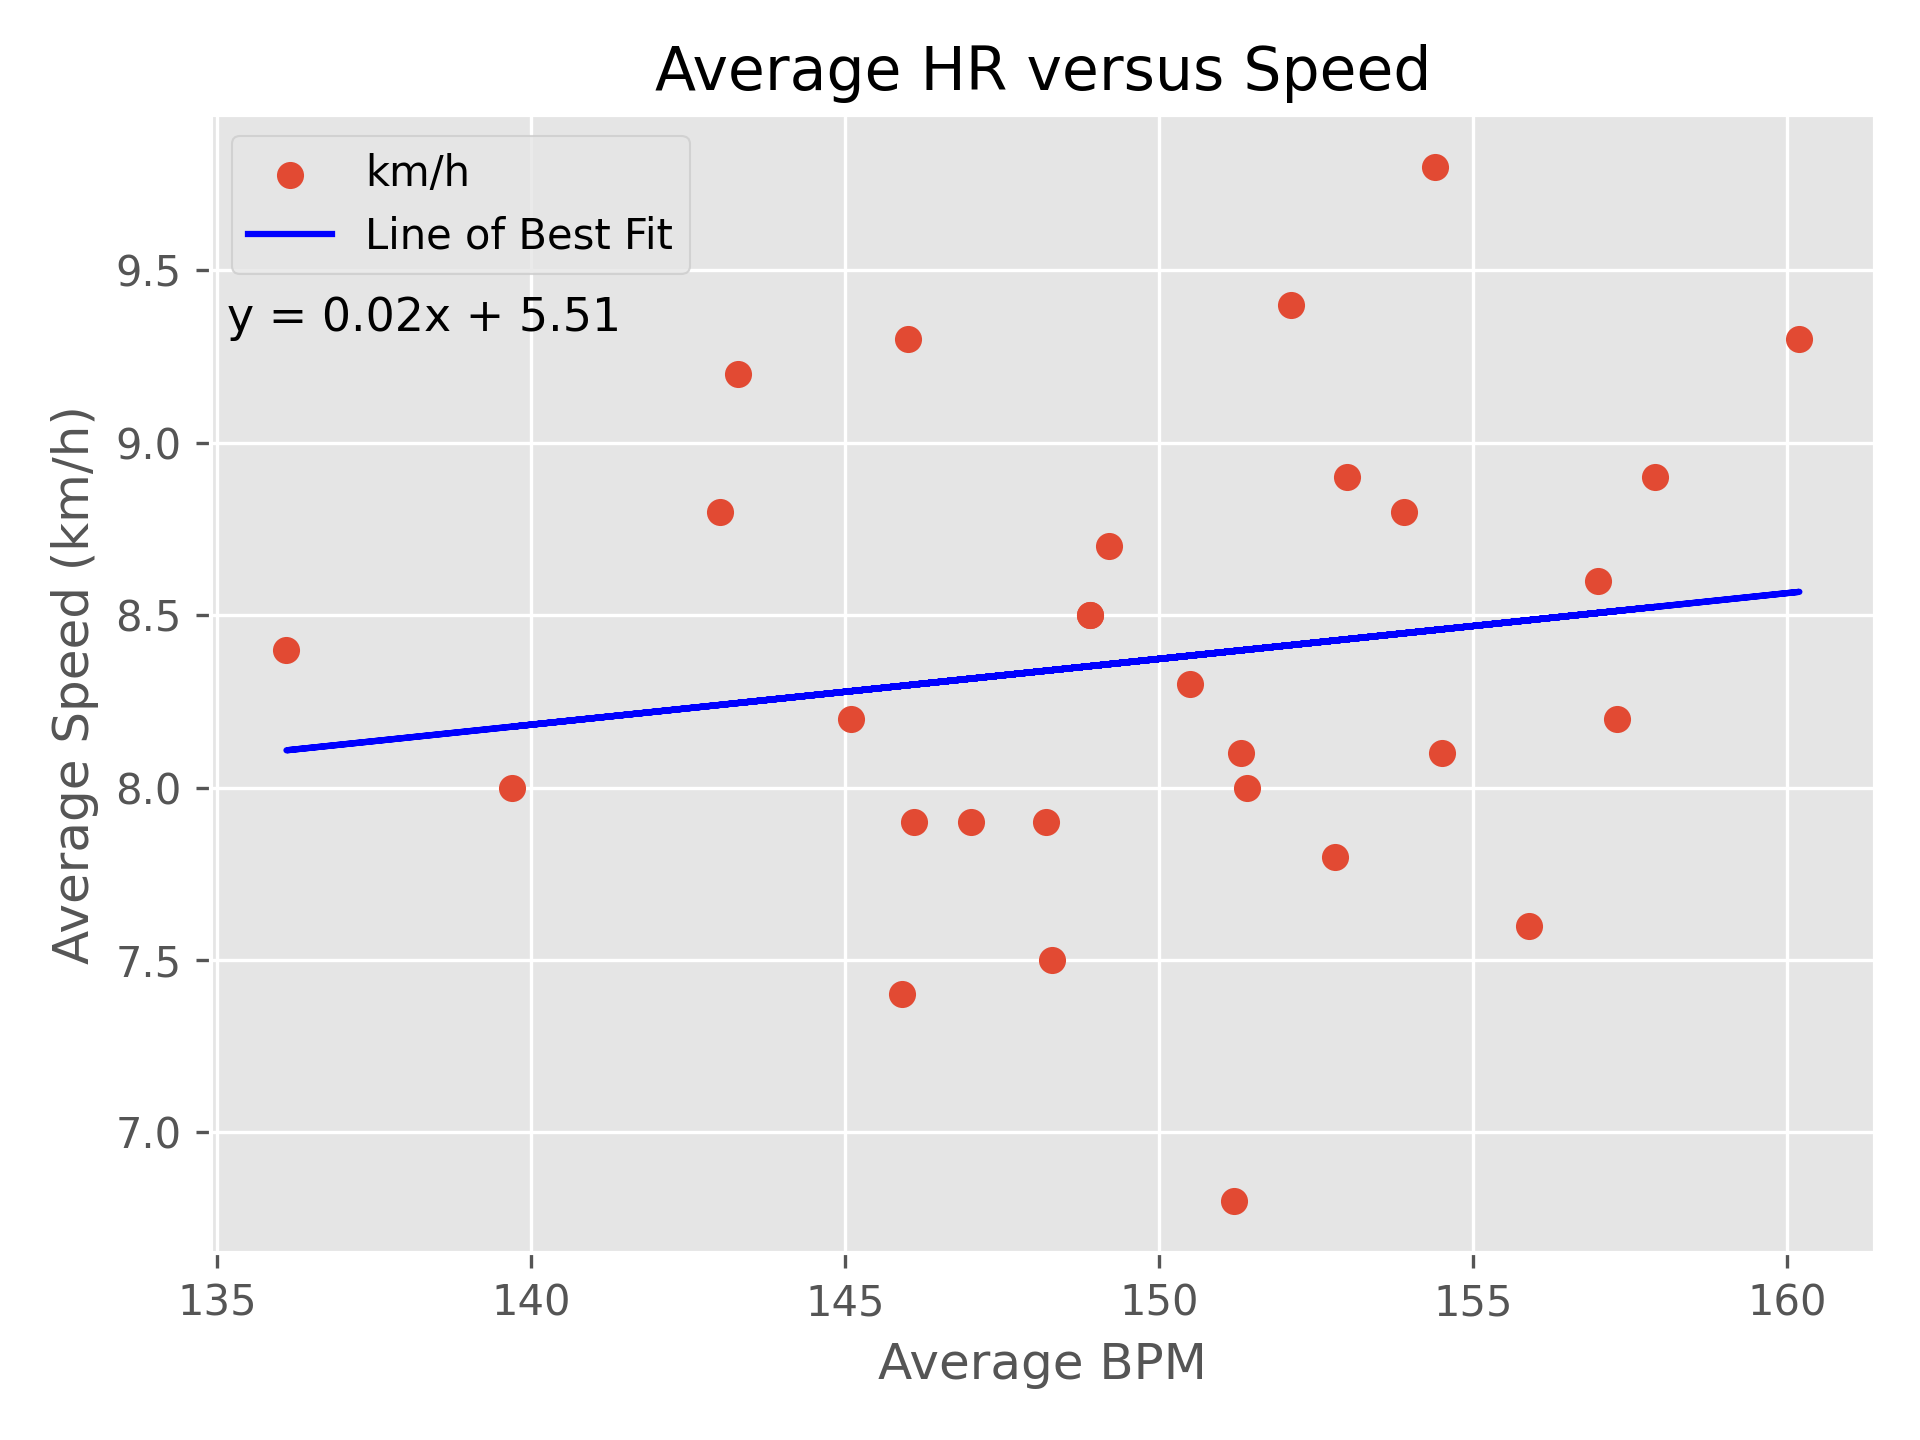 Average HR versus Speed
km/h
Line of Best Fit
y = 0.02x + 5.51
Average Speed (km/h)
9.5
9.0
8.5
8.0
7.5
7.0
135
140
145
150
155
160
Average BPM